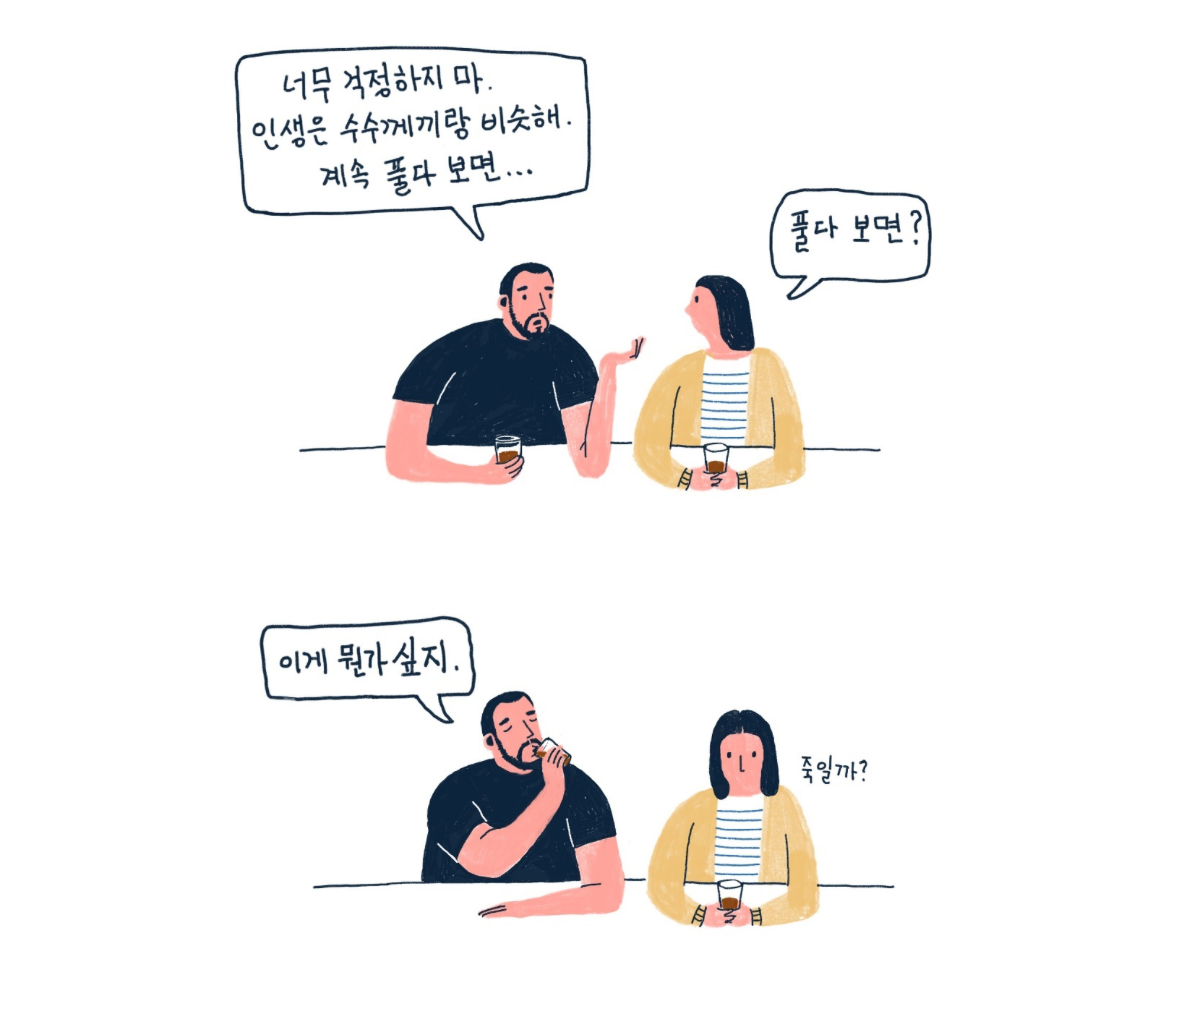 너무 걱정하지 마.
인생은 수수께끼랑 비슷해.
계속 풀다 보면...
풀다 보면?
이게 뭔가 싶지.
죽일까?